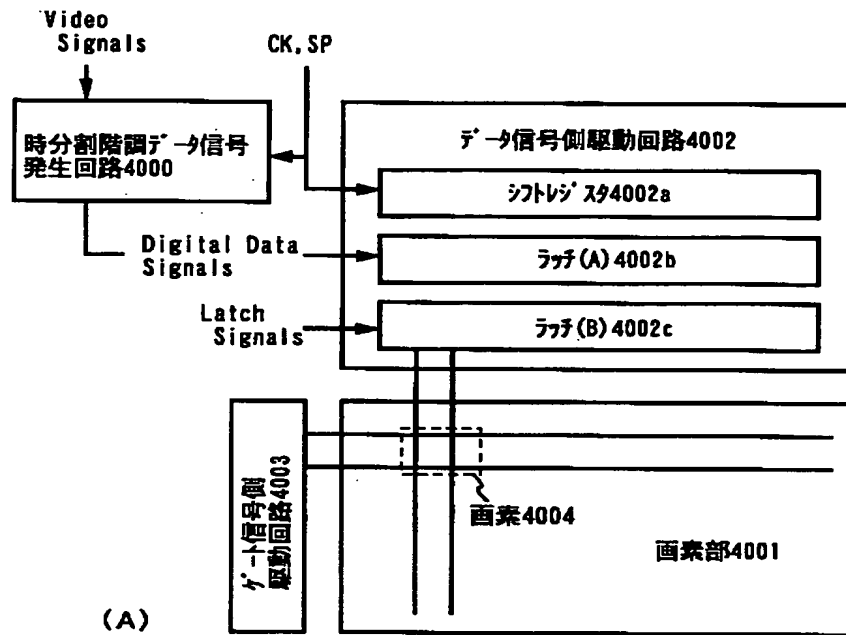 Video
Signals
CK,SP
時分割階調ﾃﾞｰﾀ信号
発生回路4000
ﾃﾞｰﾀ信号側駆動回路4002
ｼﾌﾄﾚｼﾞｽﾀ4002a
Digital Data
Signals
ﾗｯﾁ(A)4002b
Latch
Signals
ﾗｯﾁ(B)4002c
ｹﾞｰﾄ信号側
駆動回路4003
画素4004
画素部4001
(A)